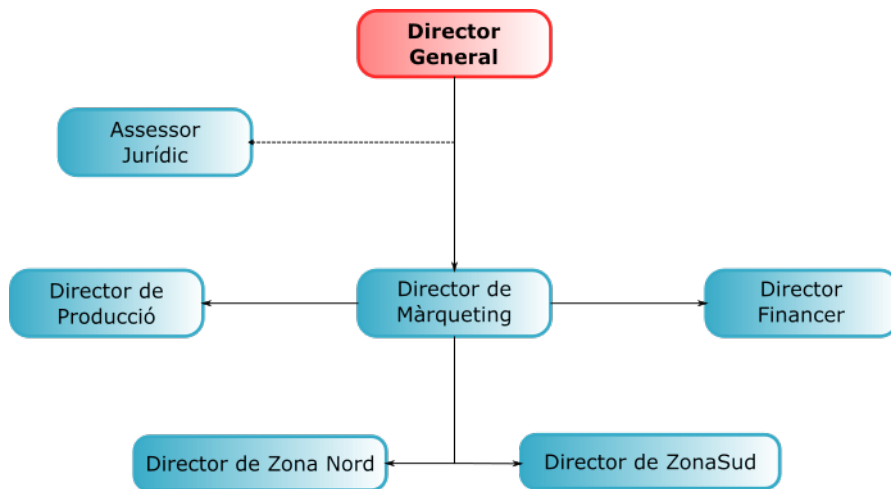 Director
General
Assessor
Jurídic
Director de
Producció
Director de
Màrqueting
Director
Financer
Director de Zona Nord
Director de ZonaSud